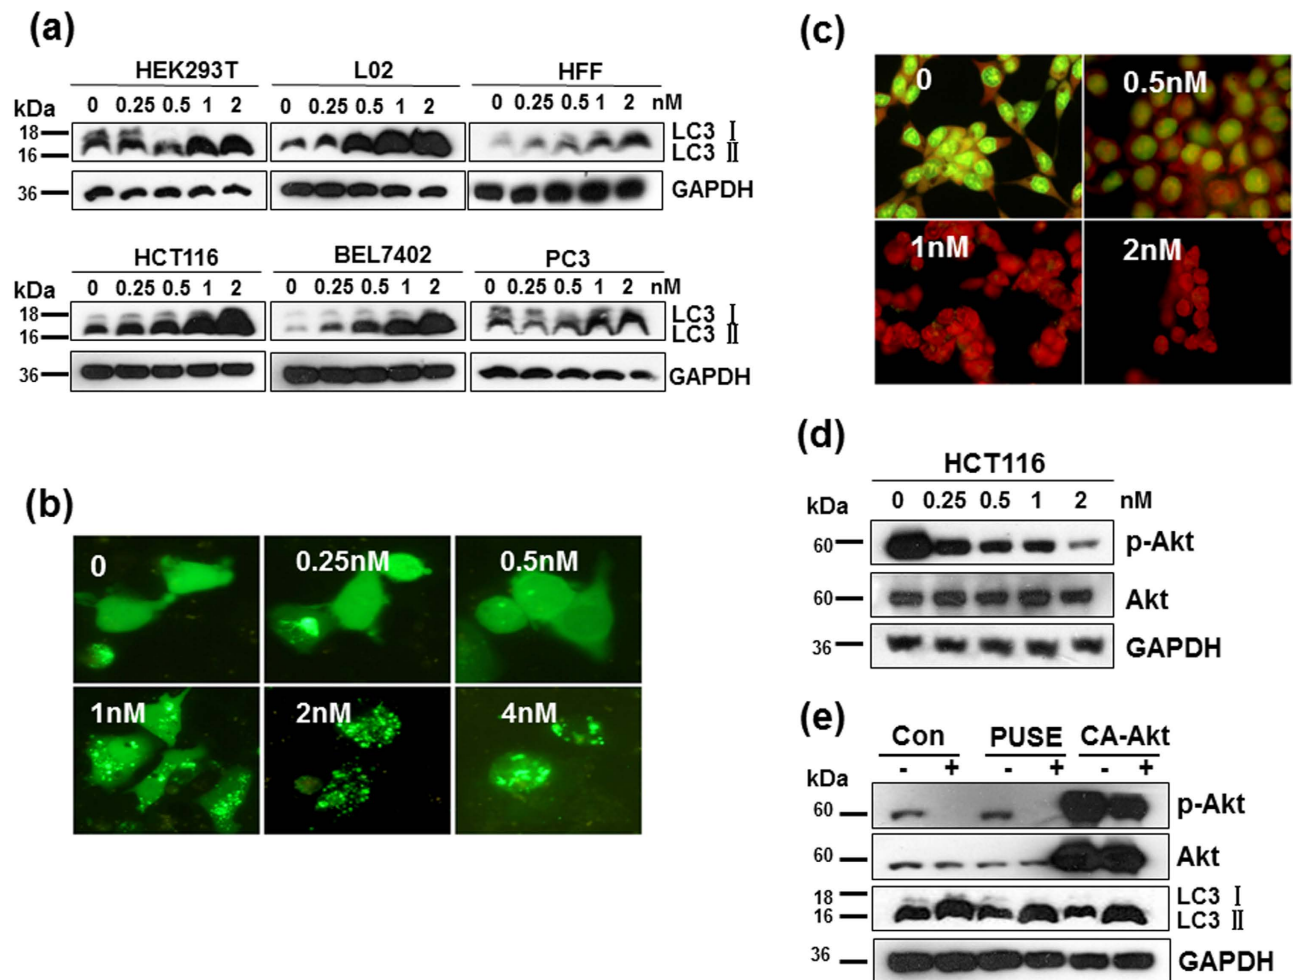 (a)
HEK293T L02 HFF
kDa 0 0.25 0.5 1 2 0 0.25 0.5 1 2 0 0.25 0.5 1 2 nM
18 LC3 Ⅰ
16 LC3 Ⅱ
36 GAPDH
HCT116 BEL7402 PC3
kDa 0 0.25 0.5 1 2 0 0.25 0.5 1 2 0 0.25 0.5 1 2 nM
18 LC3 Ⅰ
16 LC3 Ⅱ
36 GAPDH
(b)
0 0.25nM 0.5nM
1nM 2nM 4nM
(c)
0 0.5nM
1nM 2nM
(d)
HCT116
kDa 0 0.25 0.5 1 2 nM
60 p-Akt
60 Akt
36 GAPDH
(e)
Con PUSE CA-Akt
kDa - + - + - +
60 p-Akt
60 Akt
18 LC3 Ⅰ
16 LC3 Ⅱ
36 GAPDH